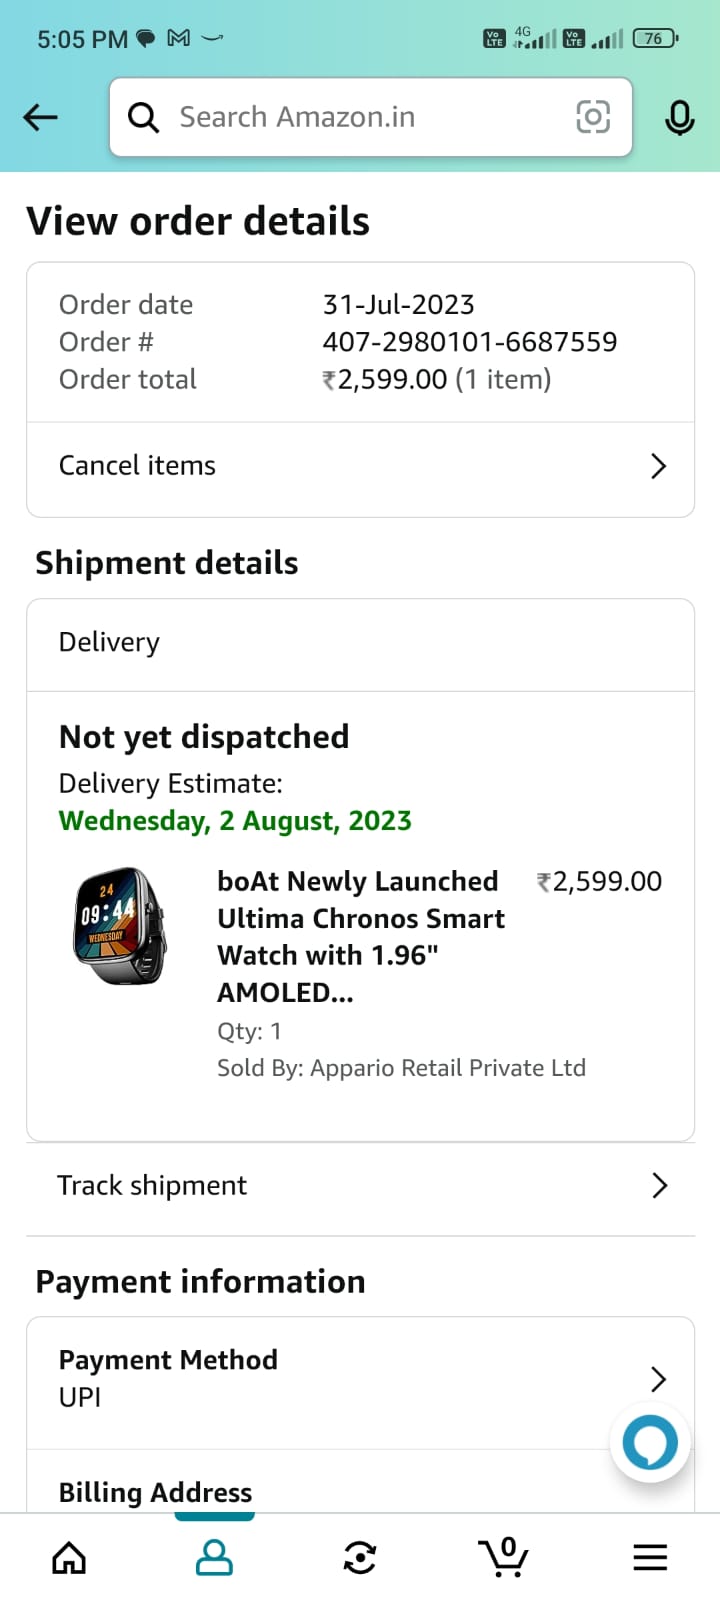 5:05 PM
Vo LTE 4G Vo LTE 76
Search Amazon.in
View order details
Order date 31-Jul-2023
Order # 407-2980101-6687559
Order total ₹2,599.00 (1 item)
Cancel items
Shipment details
Delivery
Not yet dispatched
Delivery Estimate:
Wednesday, 2 August, 2023
24
09:44
WEDNESDAY
boAt Newly Launched ₹2,599.00
Ultima Chronos Smart
Watch with 1.96"
AMOLED...
Qty: 1
Sold By: Appario Retail Private Ltd
Track shipment
Payment information
Payment Method
UPI
Billing Address
0